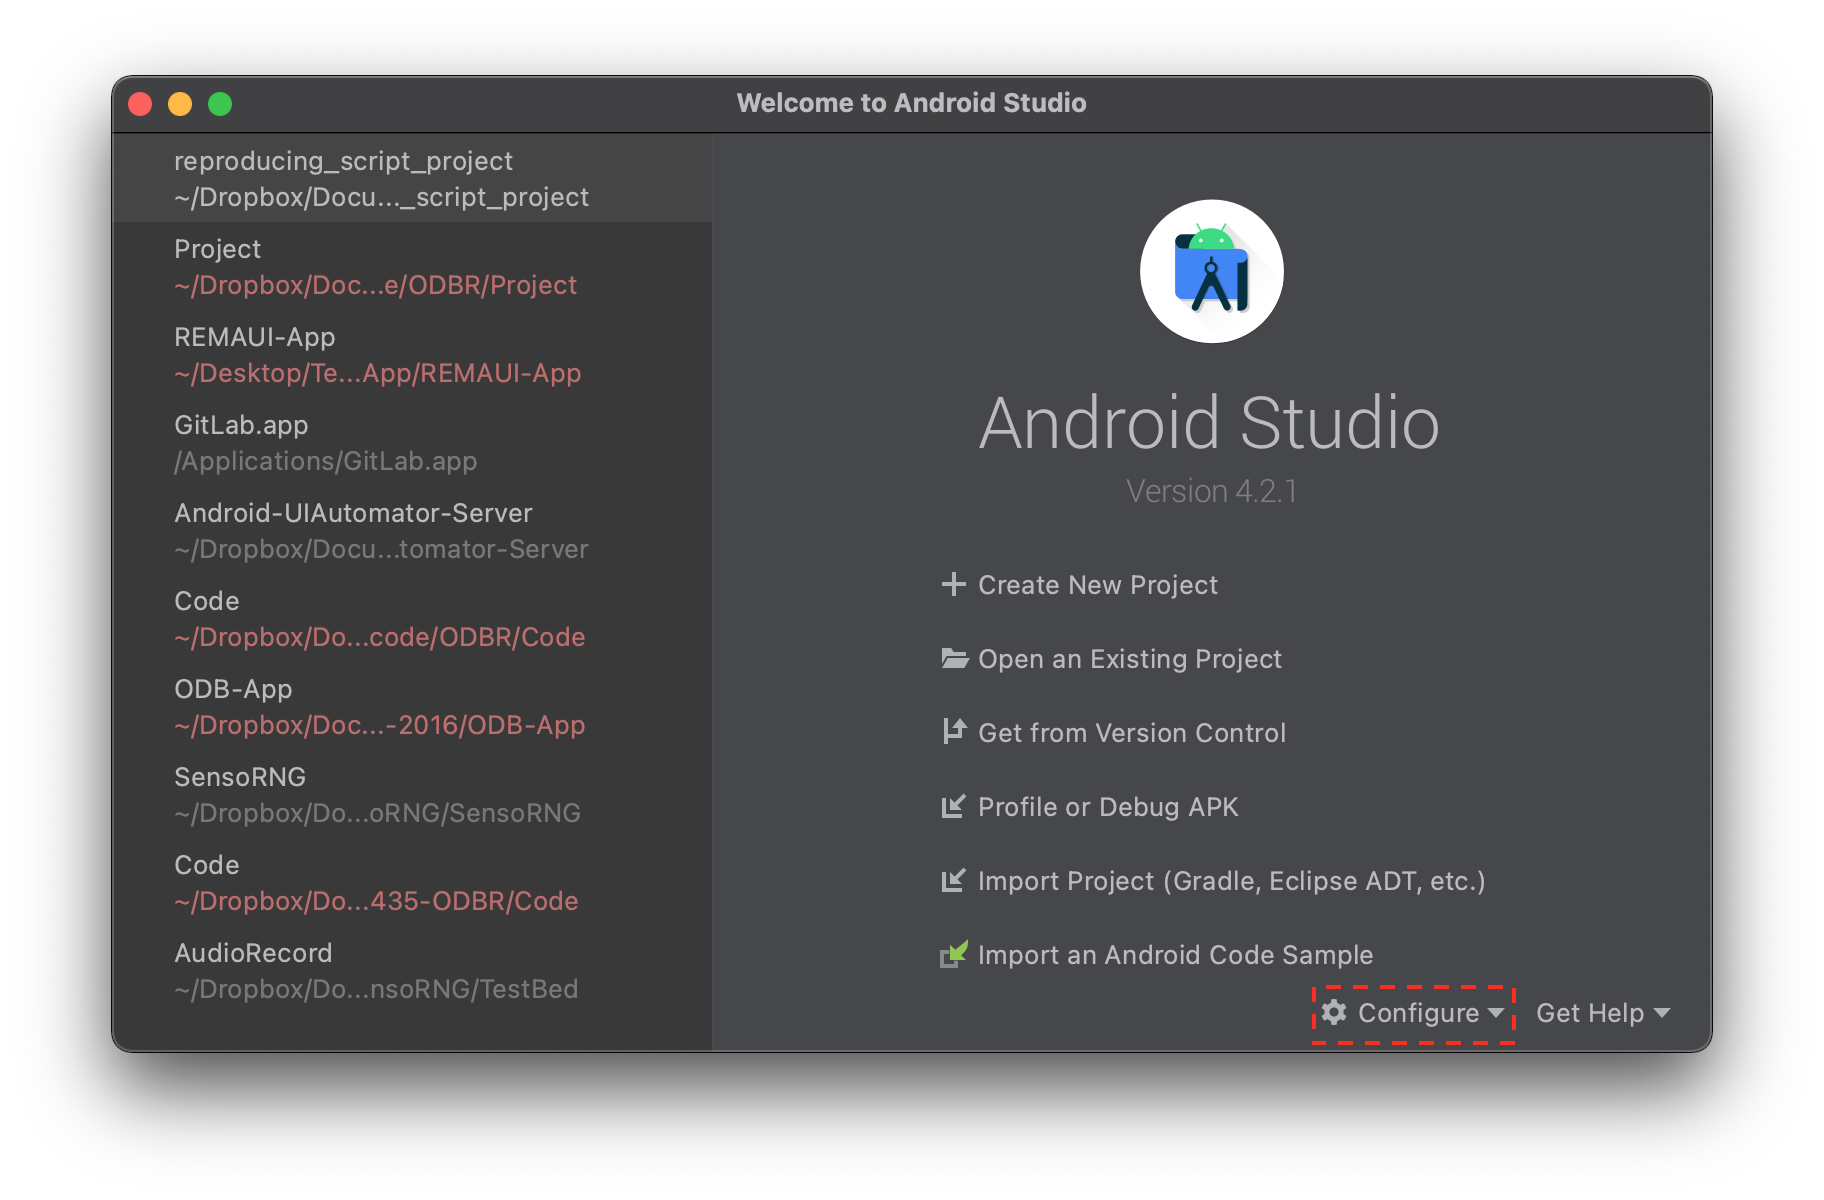 Welcome to Android Studio
reproducing_script_project
~/Dropbox/Docu..._script_project
Project
~/Dropbox/Doc...e/ODBR/Project
REMAUI-App
~/Desktop/Te...App/REMAUI-App
GitLab.app
/Applications/GitLab.app
Android-UIAutomator-Server
~/Dropbox/Docu...tomator-Server
Code
~/Dropbox/Do...code/ODBR/Code
ODB-App
~/Dropbox/Doc...-2016/ODB-App
SensoRNG
~/Dropbox/Do...oRNG/SensoRNG
Code
~/Dropbox/Do...435-ODBR/Code
AudioRecord
~/Dropbox/Do...nsoRNG/TestBed
Android Studio
Version 4.2.1
Create New Project
Open an Existing Project
Get from Version Control
Profile or Debug APK
Import Project (Gradle, Eclipse ADT, etc.)
Import an Android Code Sample
Configure
Get Help